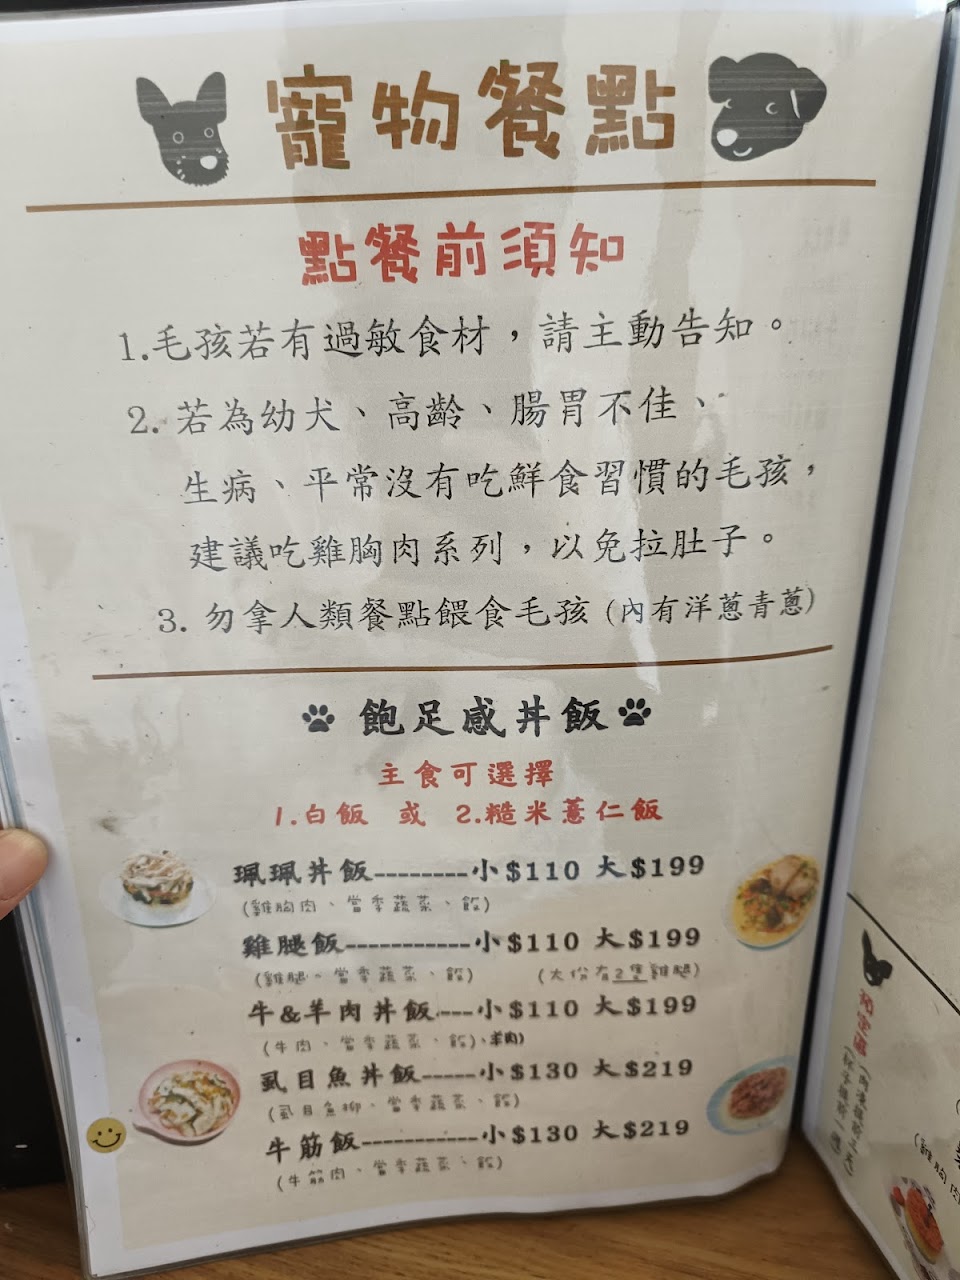 寵物餐點
點餐前須知
1.毛孩若有過敏食材，請主動告知。
2. 若為幼犬、高齡、腸胃不佳、
生病、平常沒有吃鮮食習慣的毛孩，
建議吃雞胸肉系列，以免拉肚子。
3. 勿拿人類餐點餵食毛孩 (內有洋蔥青蔥)
飽足感丼飯
主食可選擇
1.白飯 或 2.糙米薏仁飯
珮珮丼飯--------小$110 大$199
(雞胸肉、當季蔬菜、飯)
雞腿飯-----------小$110 大$199
(雞腿、當季蔬菜、飯) (大份有2隻雞腿)
牛&羊肉丼飯.---小$110 大$199
(牛肉、當季蔬菜、飯)、羊肉)
虱目魚丼飯-----小$130 大$219
(虱目魚柳、當季蔬菜、飯)
牛筋飯-----------小$130 大$219
(牛筋肉、當季蔬菜、飯)
(雞胸肉